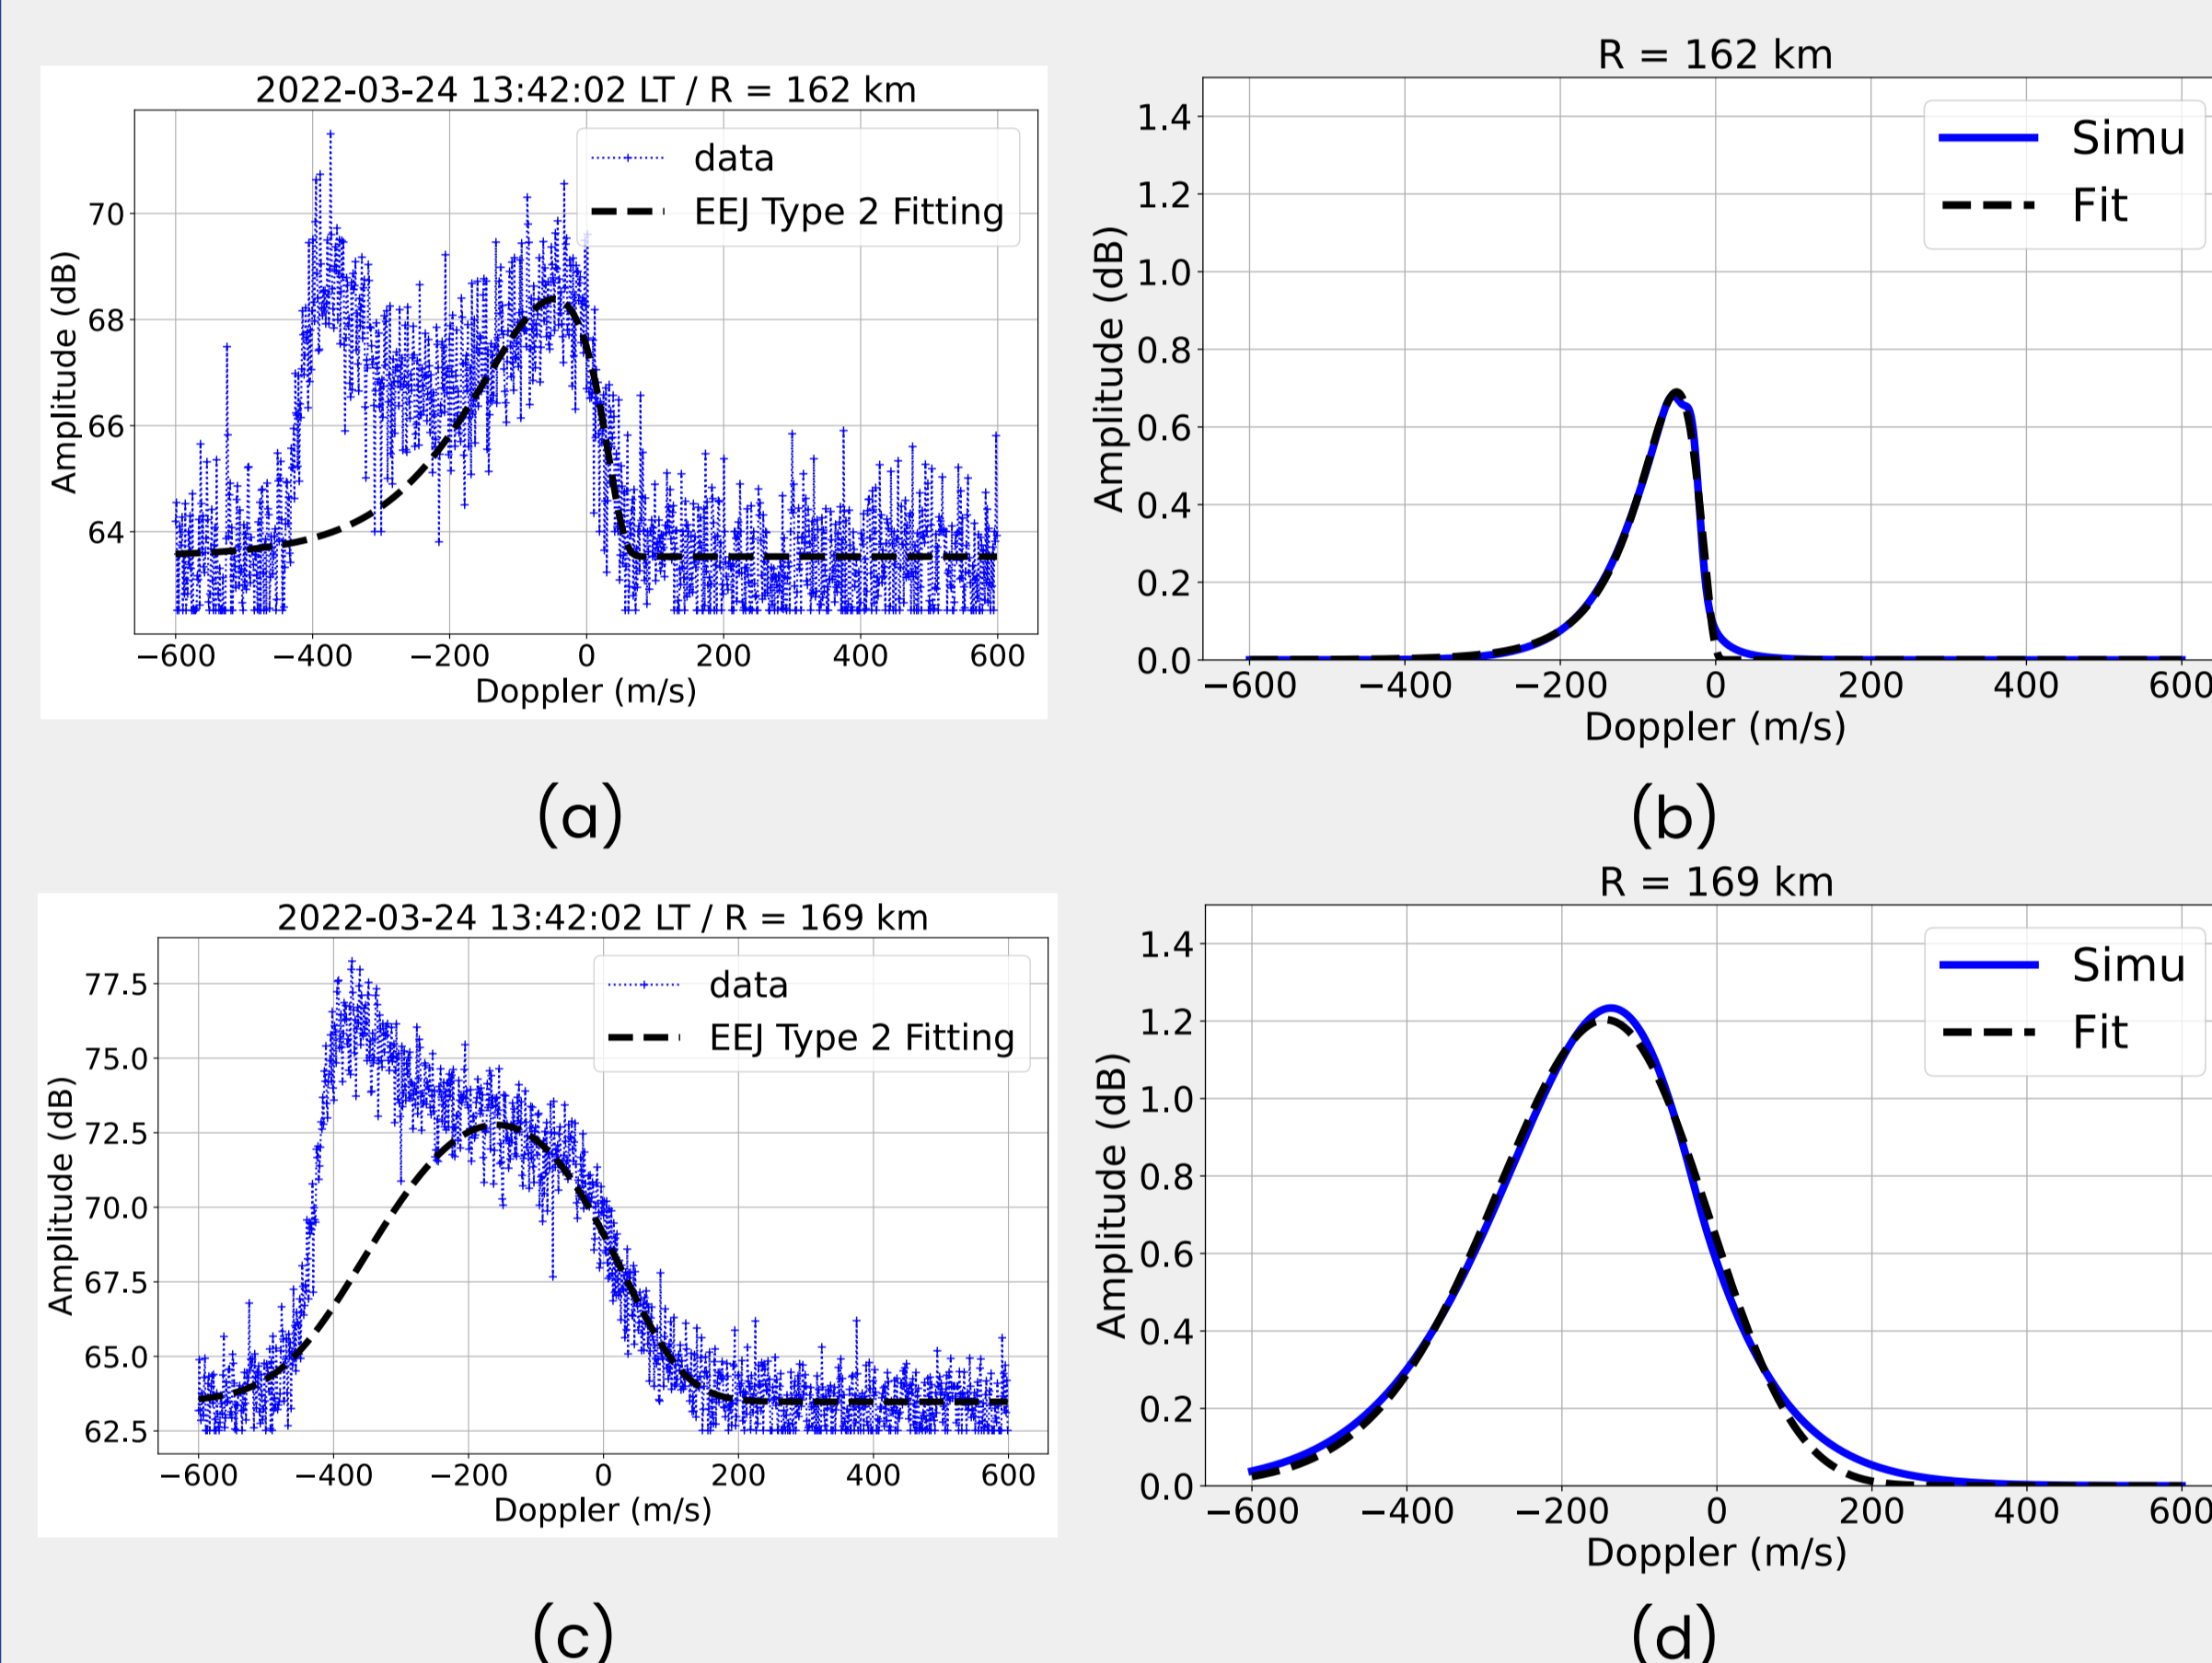 2022-03-24 13:42:02 LT / R = 162 km
data
EEJ Type 2 Fitting
Amplitude (dB)
70
68
66
64
−600 −400 −200 0 200 400 600
Doppler (m/s)
(a)
R = 162 km
Simu
Fit
Amplitude (dB)
1.4
1.2
1.0
0.8
0.6
0.4
0.2
0.0
−600 −400 −200 0 200 400 600
Doppler (m/s)
(b)
2022-03-24 13:42:02 LT / R = 169 km
data
EEJ Type 2 Fitting
Amplitude (dB)
77.5
75.0
72.5
70.0
67.5
65.0
62.5
−600 −400 −200 0 200 400 600
Doppler (m/s)
(c)
R = 169 km
Simu
Fit
Amplitude (dB)
1.4
1.2
1.0
0.8
0.6
0.4
0.2
0.0
−600 −400 −200 0 200 400 600
Doppler (m/s)
(d)